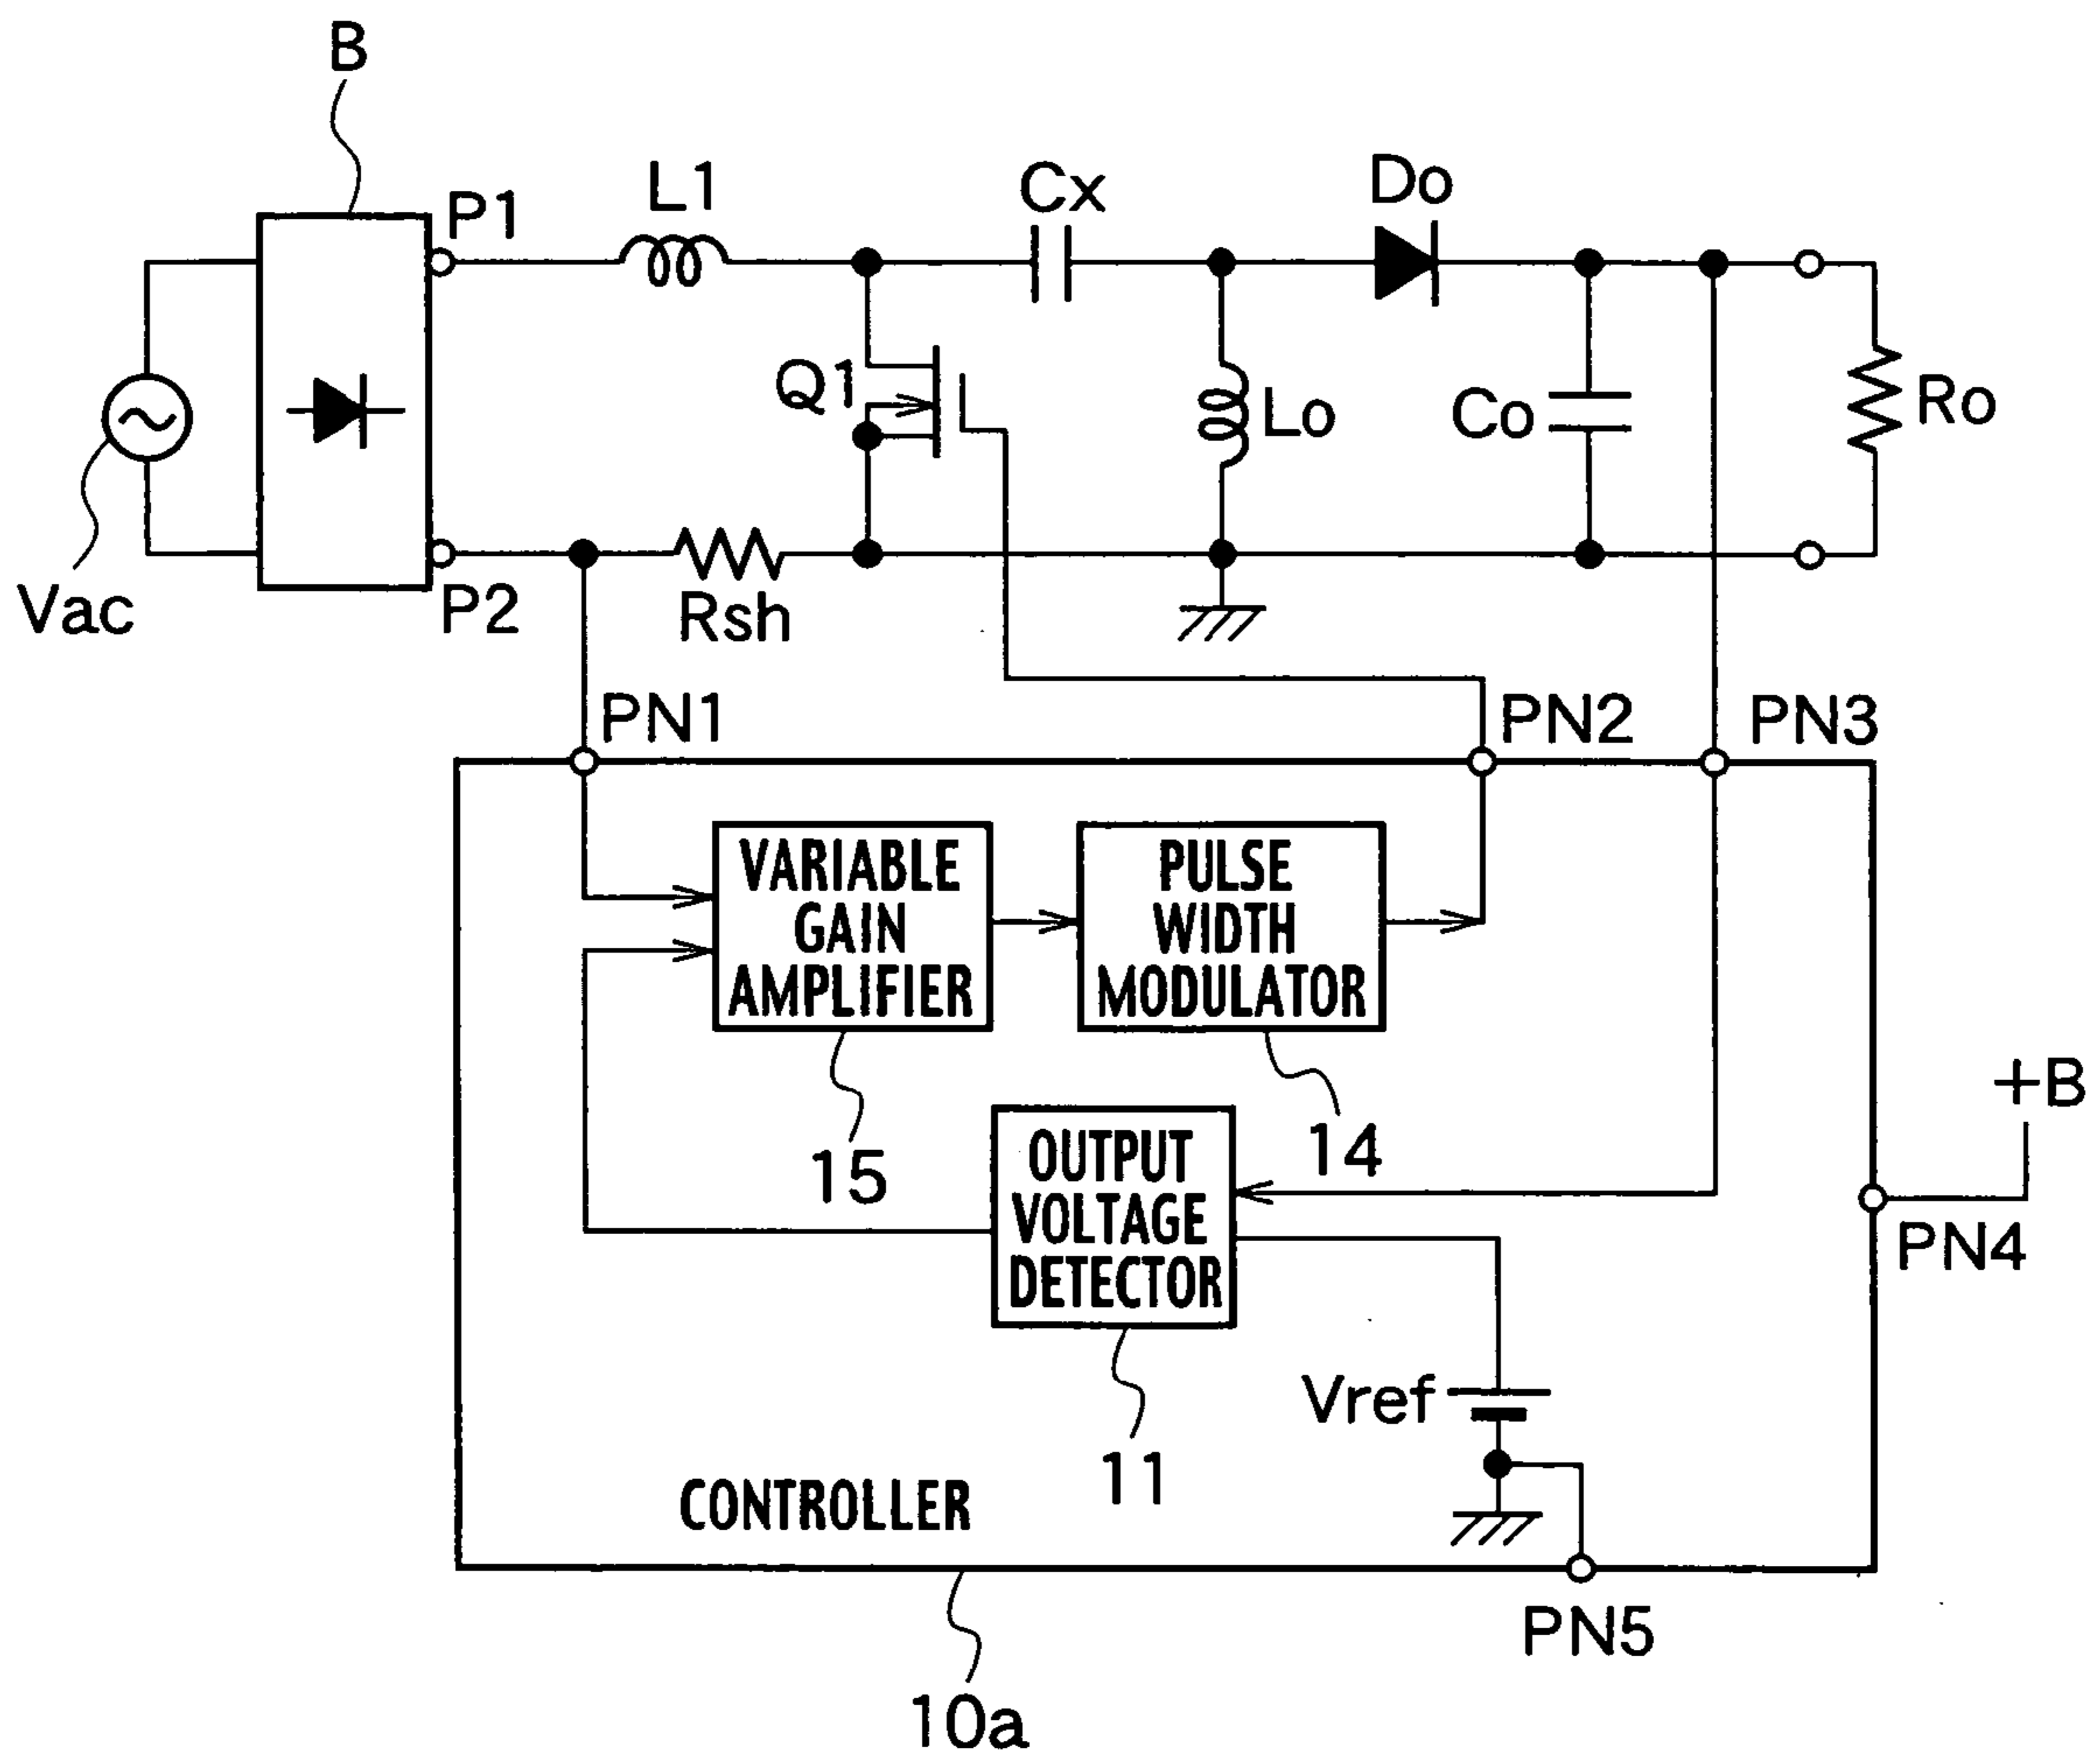 B
P1
L1
Cx
Do
Q1
Lo
Co
Ro
Vac
P2
Rsh
PN1
PN2
PN3
VARIABLE
GAIN
AMPLIFIER
PULSE
WIDTH
MODULATOR
15
14
+B
OUTPUT
VOLTAGE
DETECTOR
PN4
Vref
11
CONTROLLER
PN5
10a